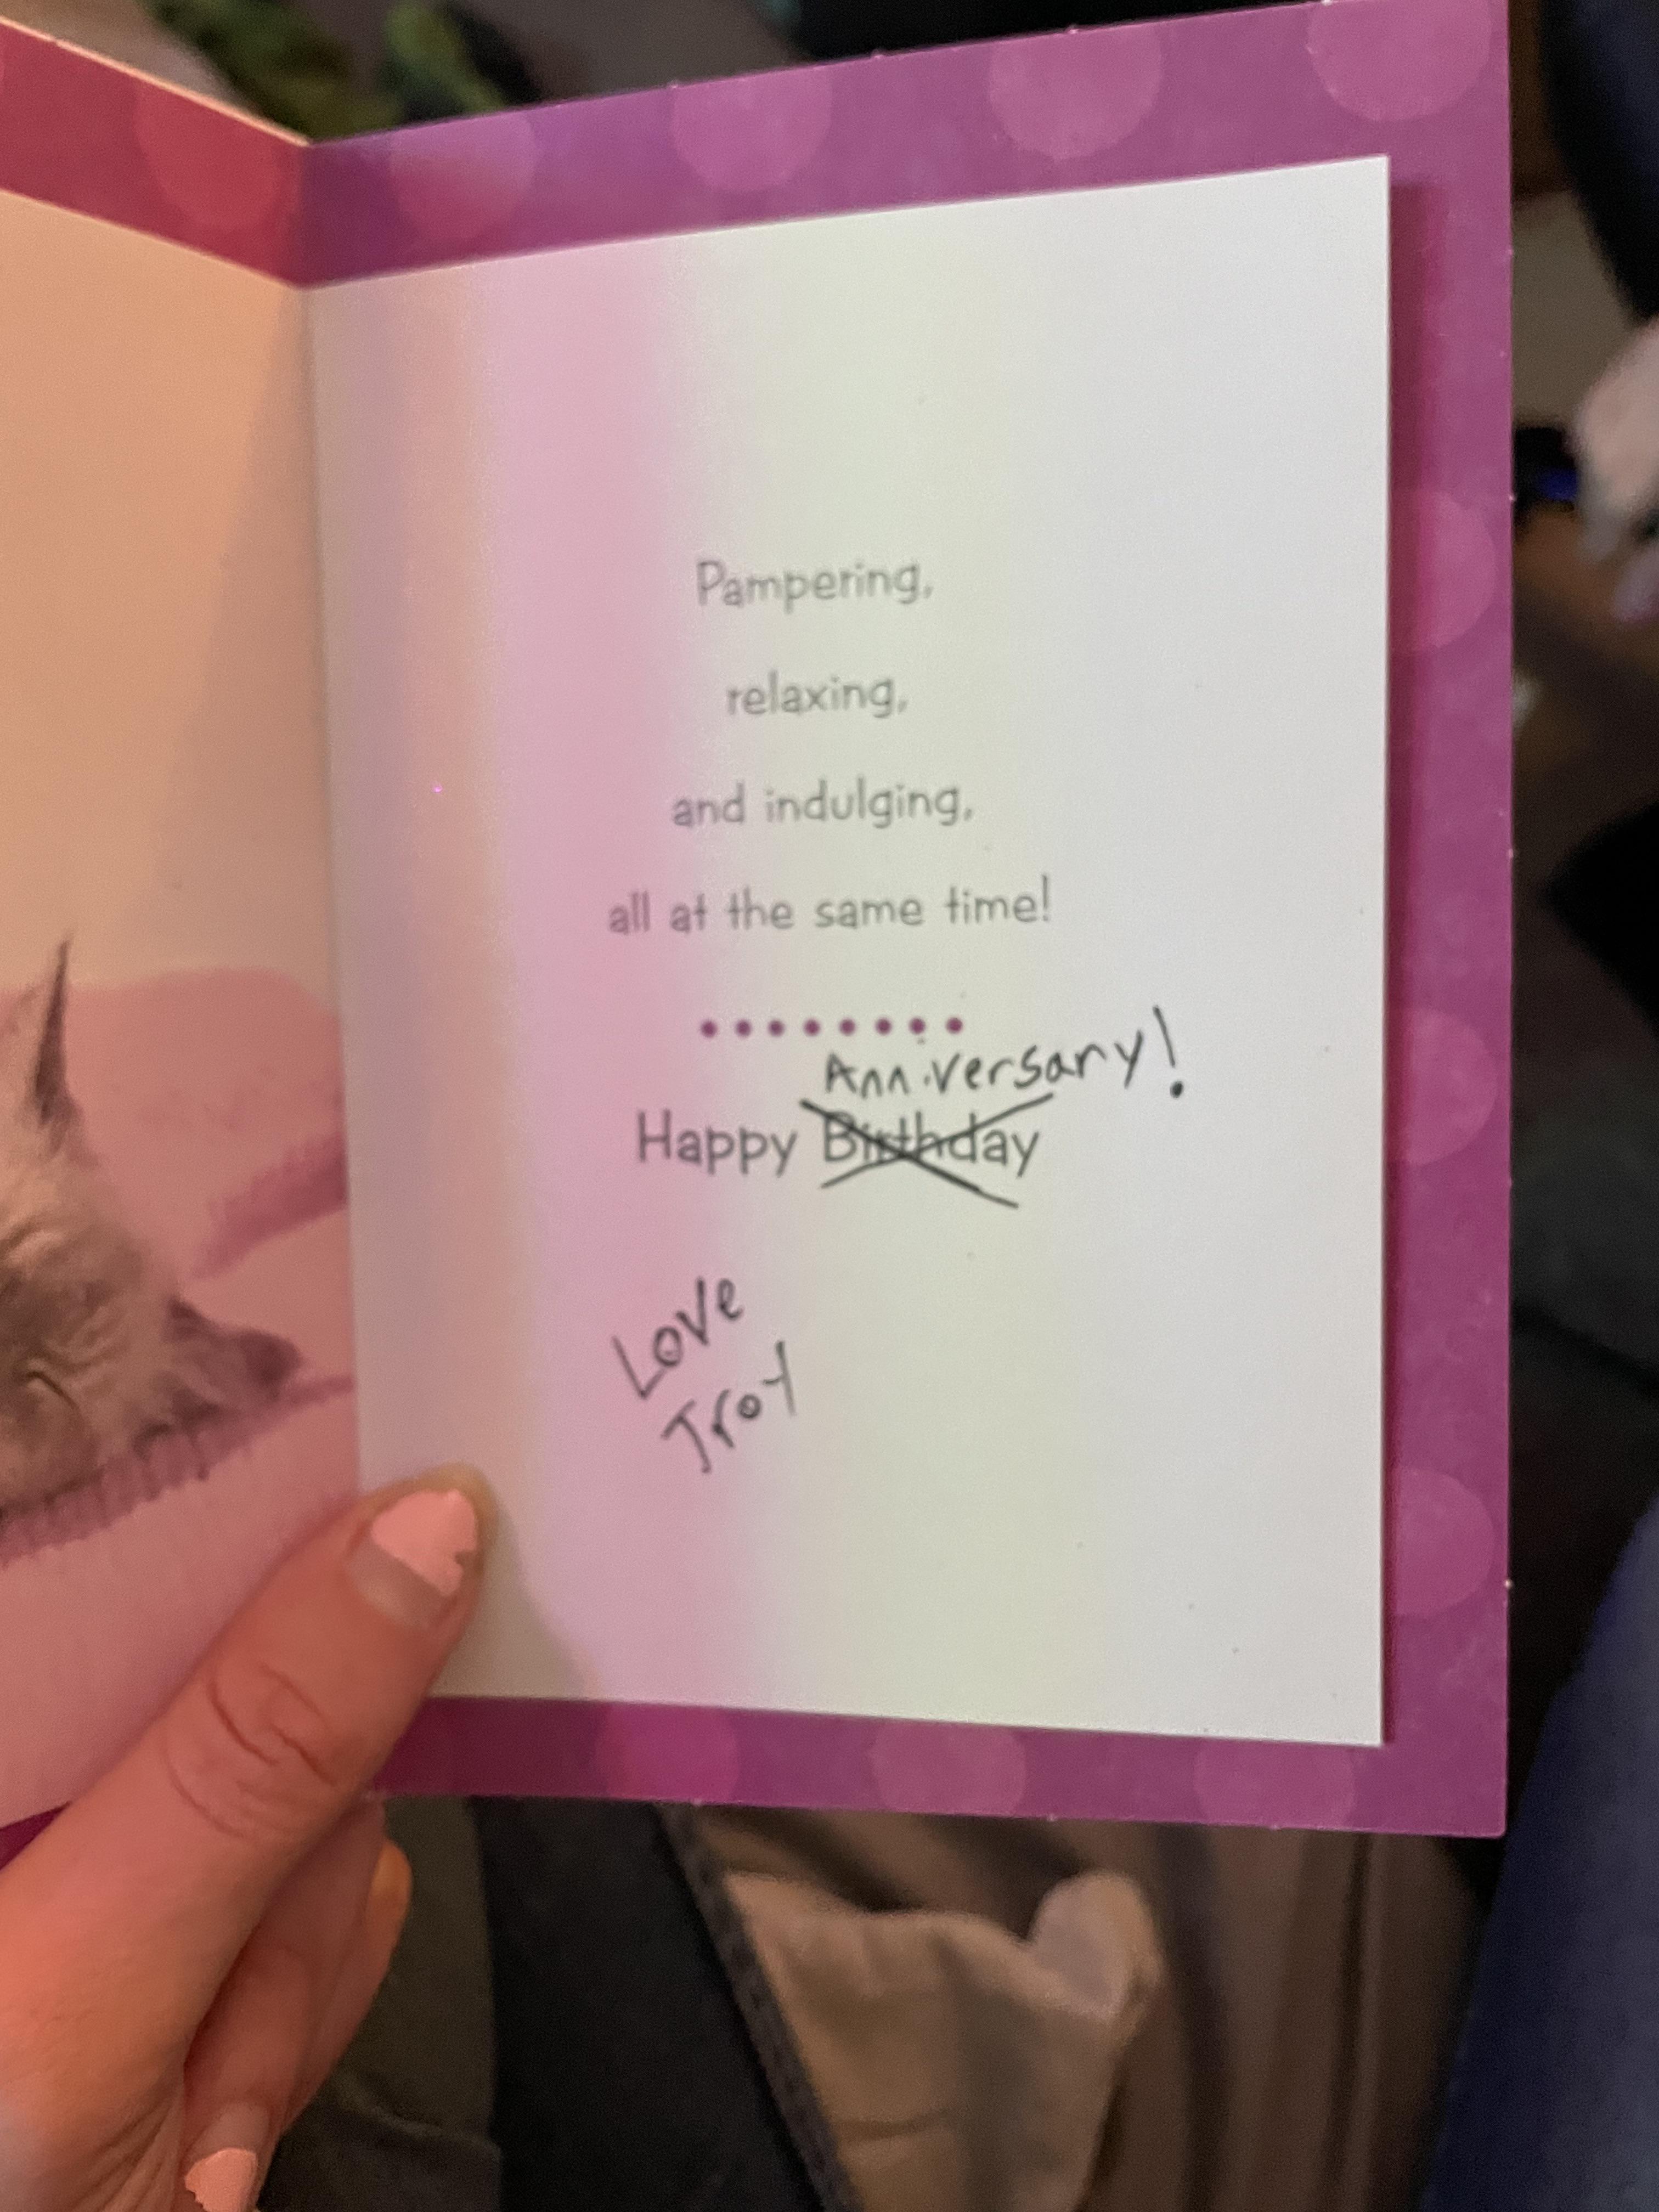 Pampering,
relaxing,
and indulging,
all at the same time!
Anniversary!
Happy Birthday
Love
Troy